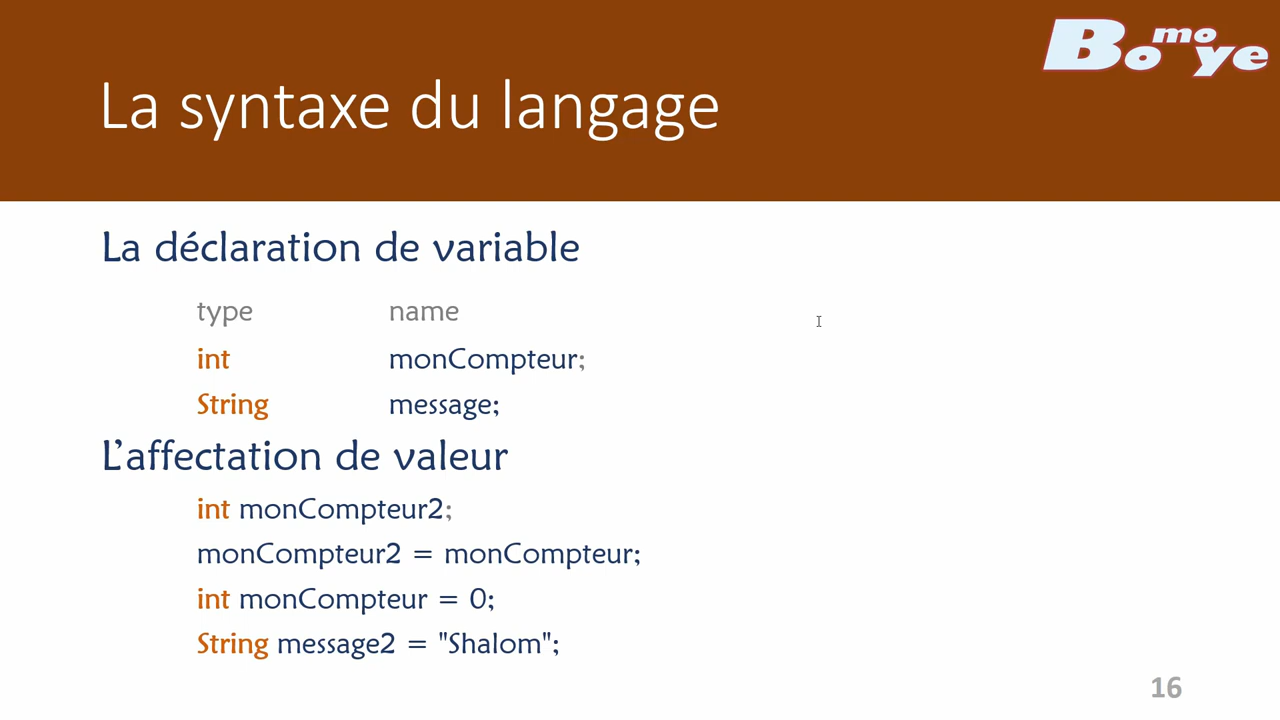 Bomoye
La syntaxe du langage
La déclaration de variable
type name
int monCompteur;
String message;
L’affectation de valeur
int monCompteur2;
monCompteur2 = monCompteur;
int monCompteur = 0;
String message2 = "Shalom";
16